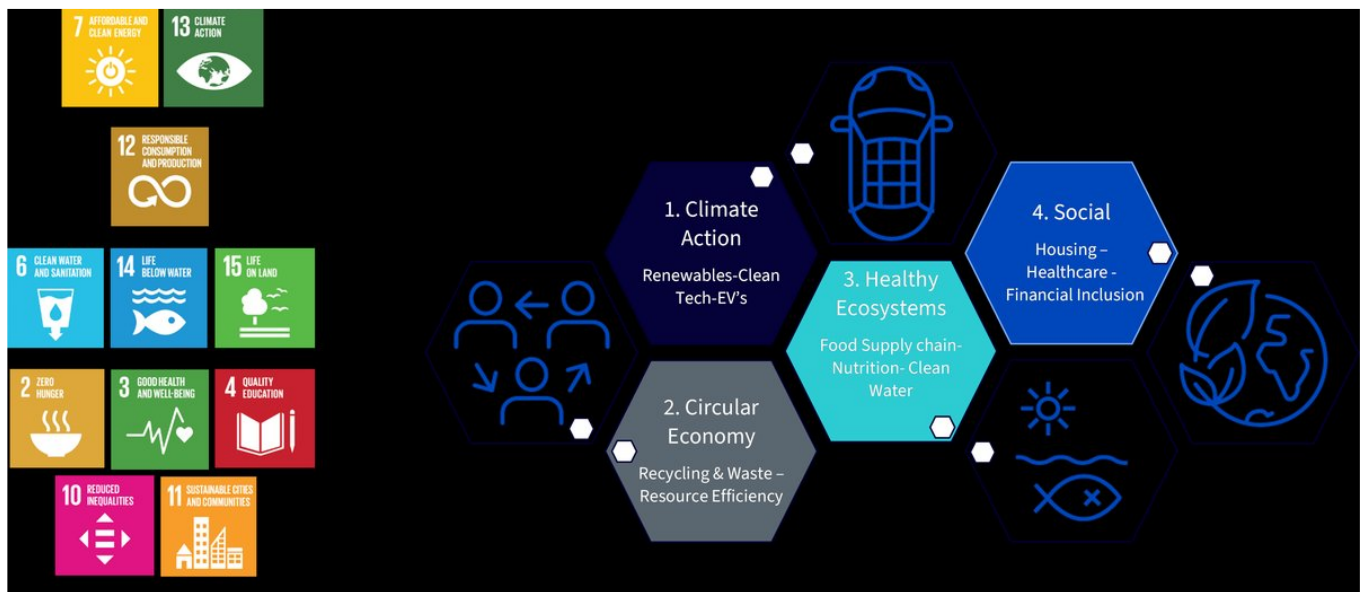 7 AFFORDABLE AND
CLEAN ENERGY
13 CLIMATE
ACTION
12 RESPONSIBLE
CONSUMPTION
AND PRODUCTION
6 CLEAN WATER
AND SANITATION
14 LIFE
BELOW WATER
15 LIFE
ON LAND
2 ZERO
HUNGER
3 GOOD HEALTH
AND WELL-BEING
4 QUALITY
EDUCATION
10 REDUCED
INEQUALITIES
11 SUSTAINABLE CITIES
AND COMMUNITIES
1. Climate
Action
Renewables-Clean
Tech-EV's
2. Circular
Economy
Recycling & Waste –
Resource Efficiency
3. Healthy
Ecosystems
Food Supply chain-
Nutrition- Clean
Water
4. Social
Housing –
Healthcare -
Financial Inclusion